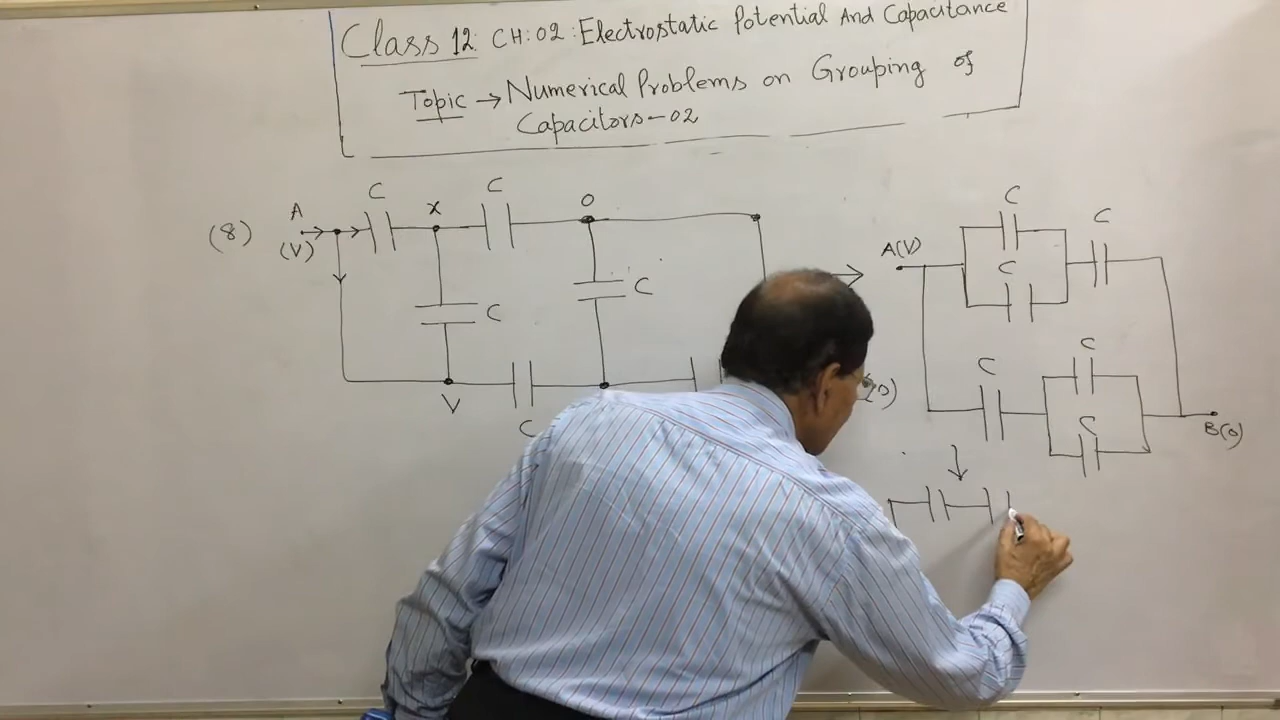 Class 12: CH:02: Electrostatic Potential And Capacitance
Topic → Numerical Problems on Grouping of
Capacitors-02
(8)
A
(V)
C
X
C
O
C
C
V
C
A(V)
C
C
C
C
C
C
B(0)